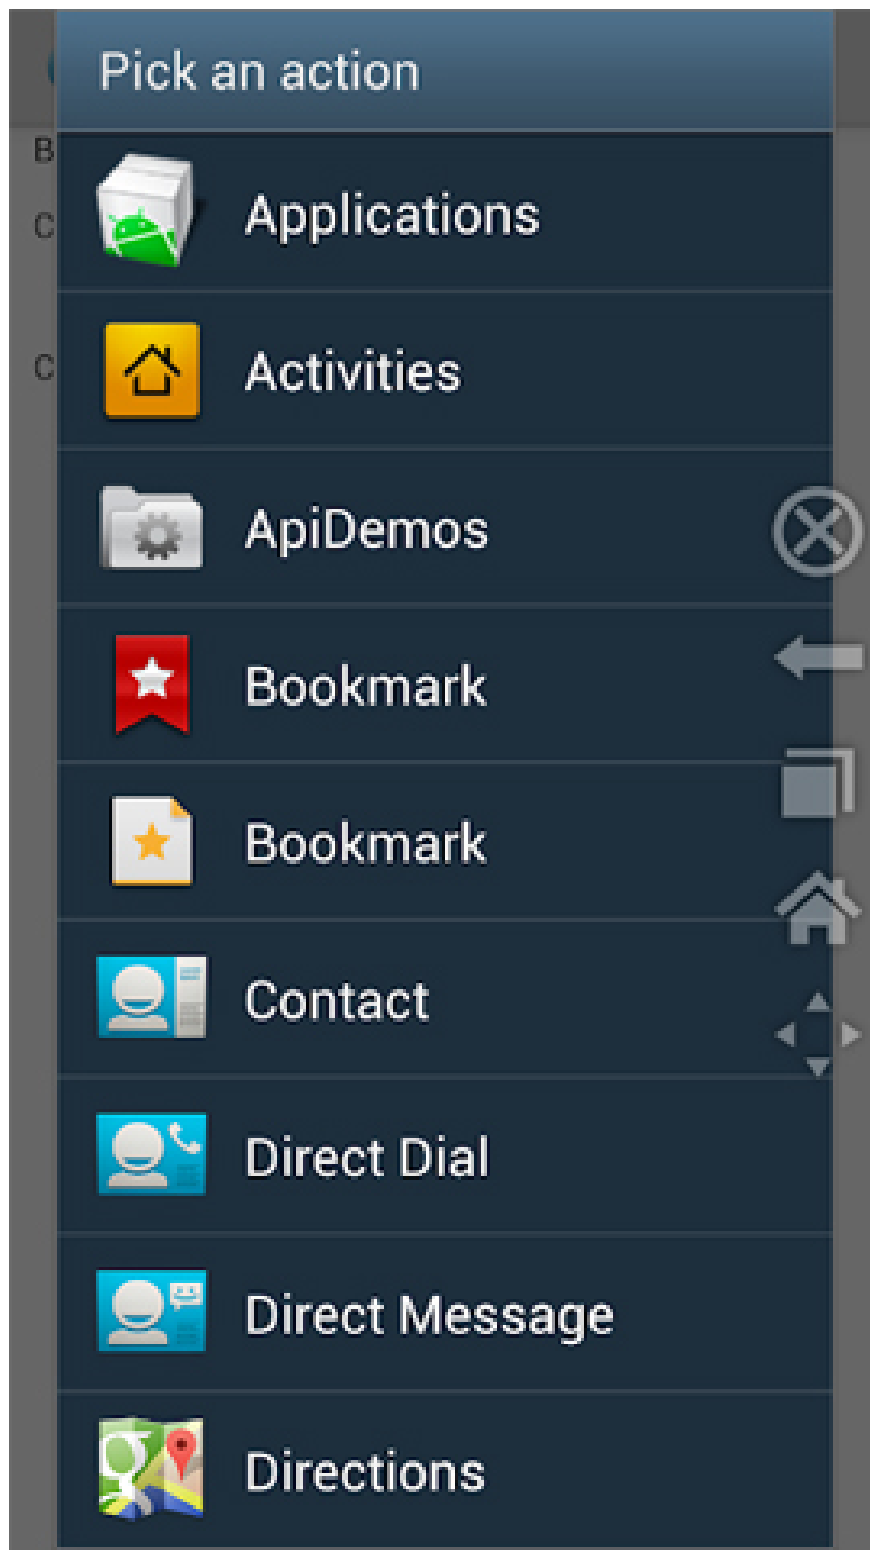 Pick an action
B
Applications
C
Activities
C
ApiDemos
Bookmark
Bookmark
Contact
Direct Dial
Direct Message
Directions